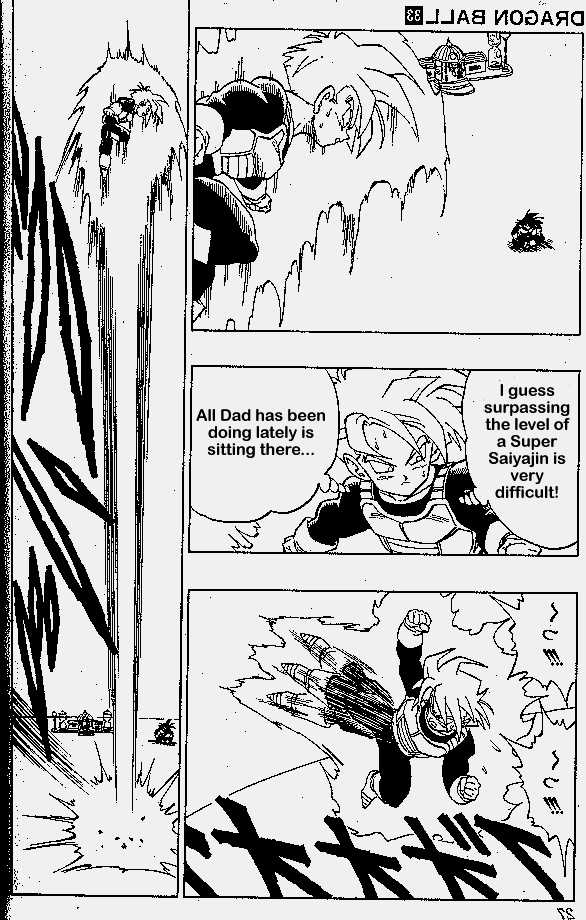 DRAGON BALL 33
All Dad has been
doing lately is
sitting there...
I guess
surpassing
the level of
a Super
Saiyajin is
very
difficult!
27